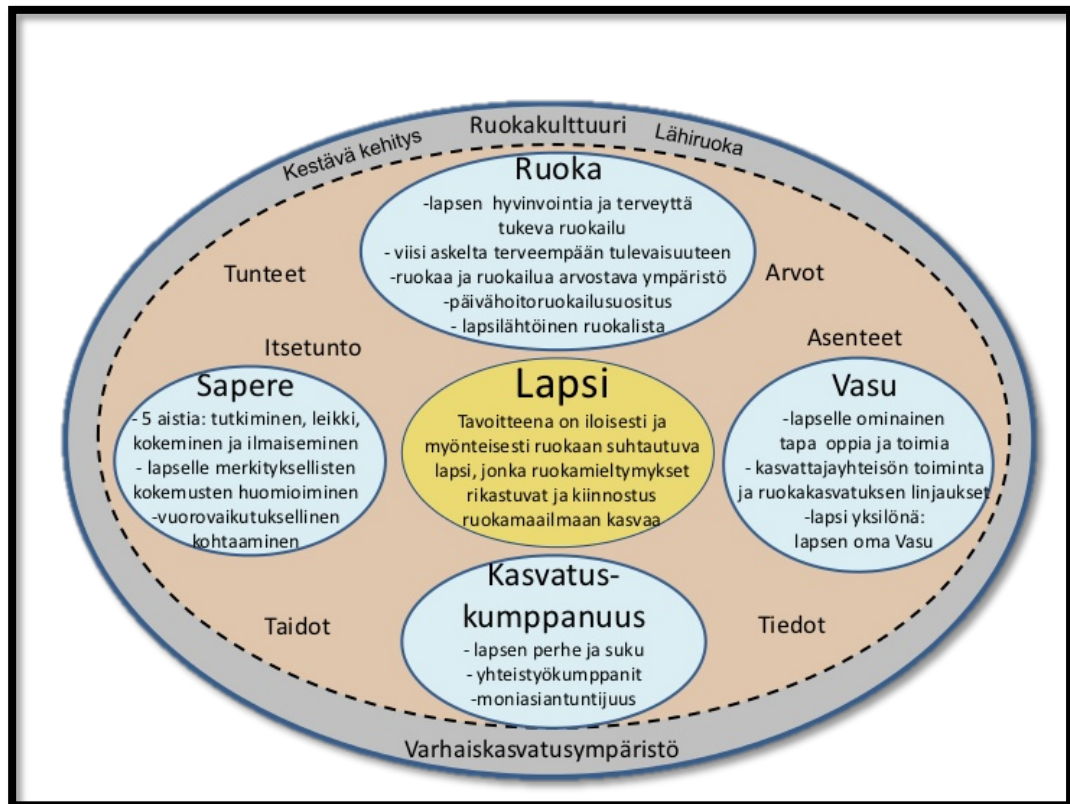 Ruokakulttuuri
Kestävä kehitys
Lähiruoka
Ruoka
-lapsen hyvinvointia ja terveyttä
tukeva ruokailu
- viisi askelta terveempään tulevaisuuteen
-ruokaa ja ruokailua arvostava ympäristö
-päivähoitoruokailusuositus
- lapsilähtöinen ruokalista
Tunteet
Arvot
Itsetunto
Asenteet
Sapere
- 5 aistia: tutkiminen, leikki,
kokeminen ja ilmaiseminen
- lapselle merkityksellisten
kokemusten huomioiminen
-vuorovaikutuksellinen
kohtaaminen
Lapsi
Tavoitteena on iloisesti ja
myönteisesti ruokaan suhtautuva
lapsi, jonka ruokamieltymykset
rikastuvat ja kiinnostus
ruokamaailmaan kasvaa
Vasu
-lapselle ominainen
tapa oppia ja toimia
- kasvattajayhteisön toiminta
ja ruokakasvatuksen linjaukset
-lapsi yksilönä:
lapsen oma Vasu
Kasvatus-
kumppanuus
- lapsen perhe ja suku
- yhteistyökumppanit
-moniasiantuntijuus
Taidot
Tiedot
Varhaiskasvatusympäristö